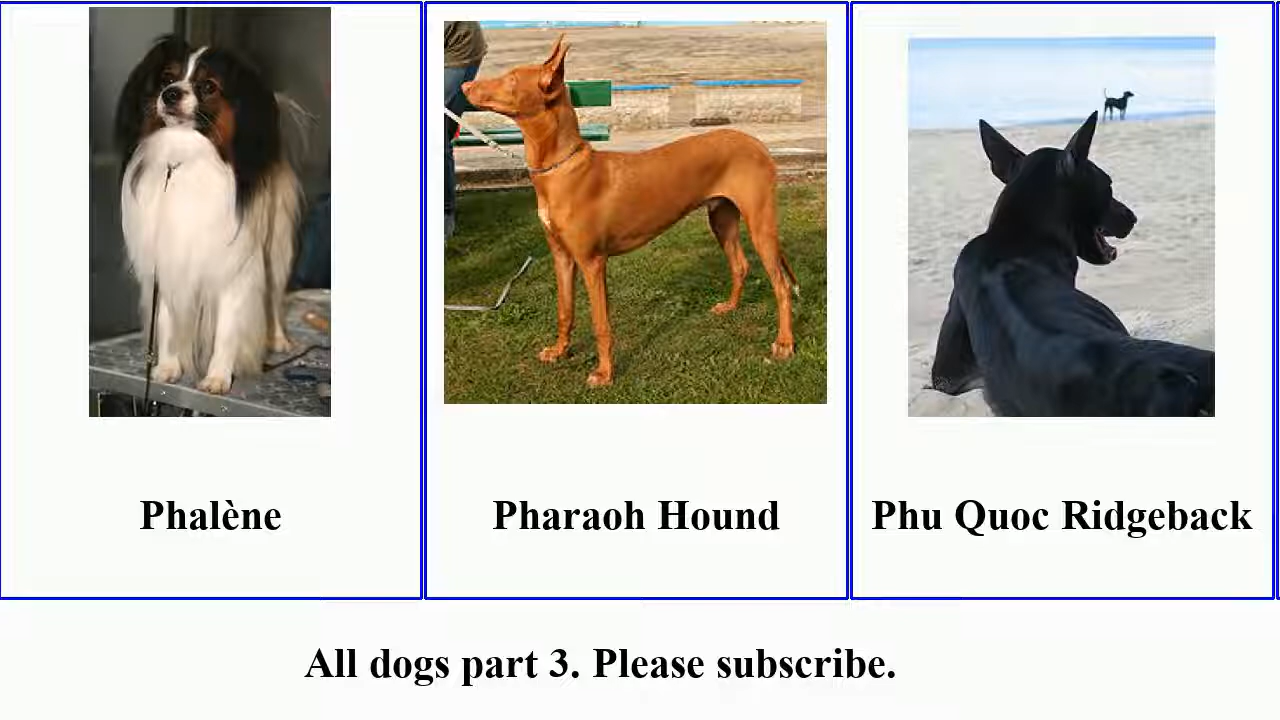 Phalène
Pharaoh Hound
Phu Quoc Ridgeback
All dogs part 3. Please subscribe.